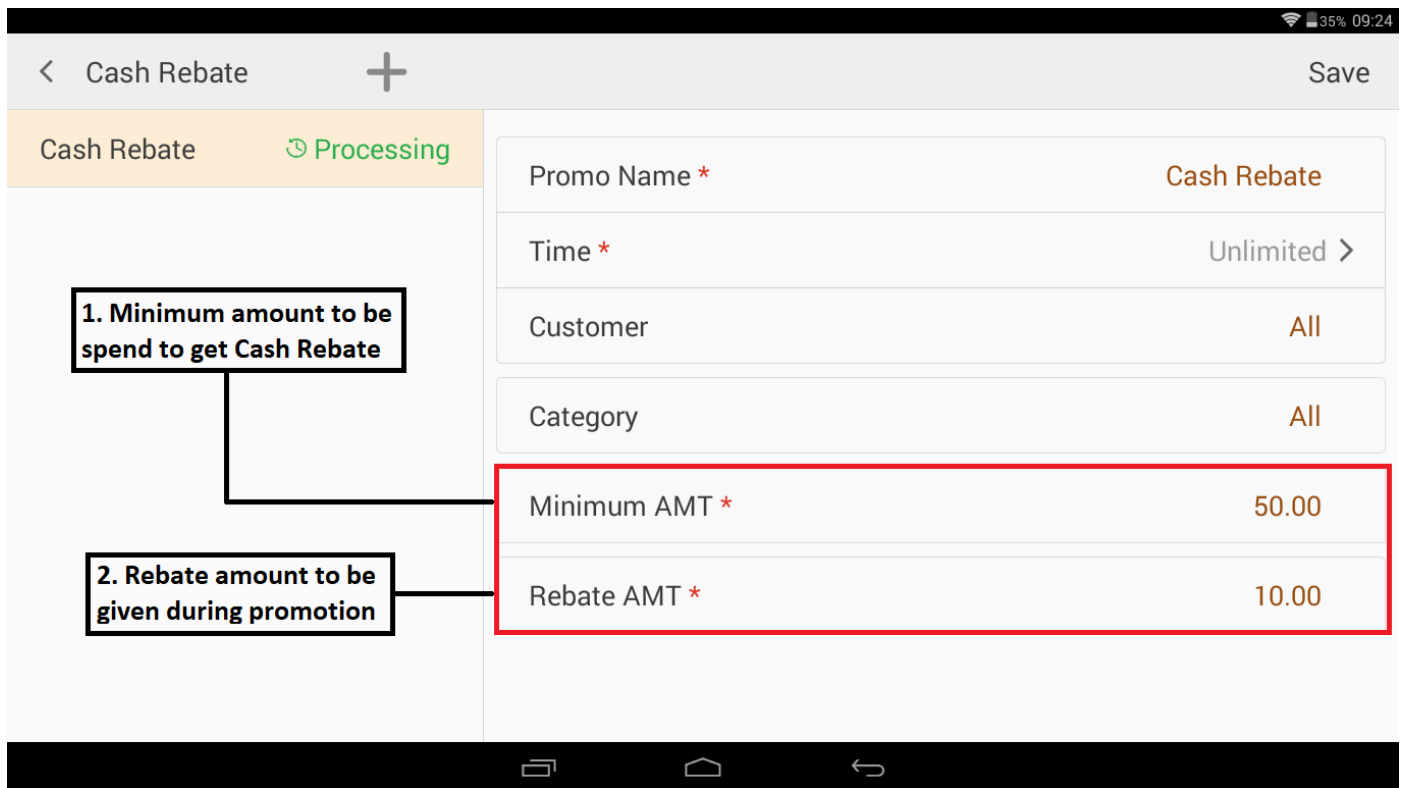 35% 09:24
Cash Rebate
Save
Cash Rebate
Processing
Promo Name *
Cash Rebate
Time *
Unlimited
1. Minimum amount to be
spend to get Cash Rebate
Customer
All
Category
All
Minimum AMT *
50.00
2. Rebate amount to be
given during promotion
Rebate AMT *
10.00